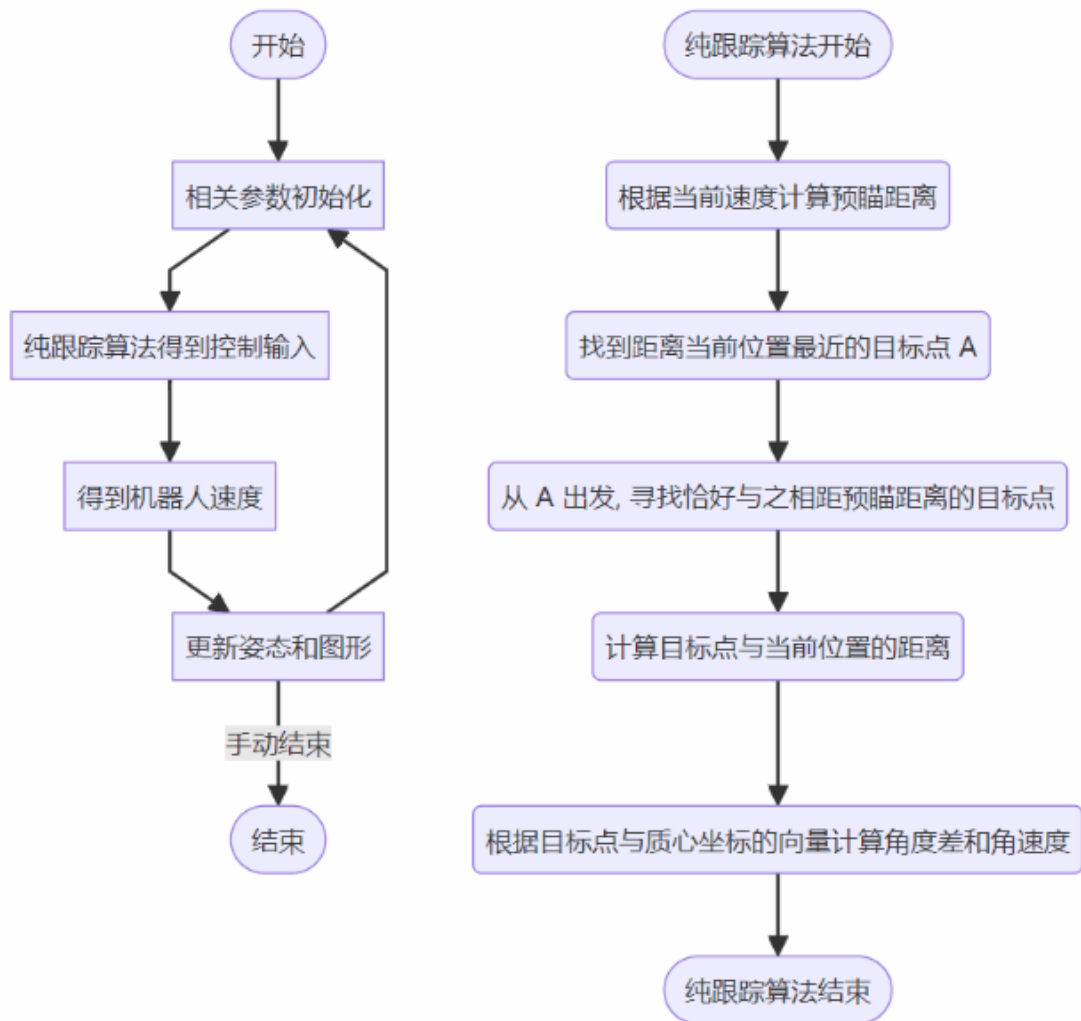 开始
相关参数初始化
纯跟踪算法得到控制输入
得到机器人速度
更新姿态和图形
手动结束
结束
纯跟踪算法开始
根据当前速度计算预瞄距离
找到距离当前位置最近的目标点 A
从 A 出发, 寻找恰好与之相距预瞄距离的目标点
计算目标点与当前位置的距离
根据目标点与质心坐标的向量计算角度差和角速度
纯跟踪算法结束